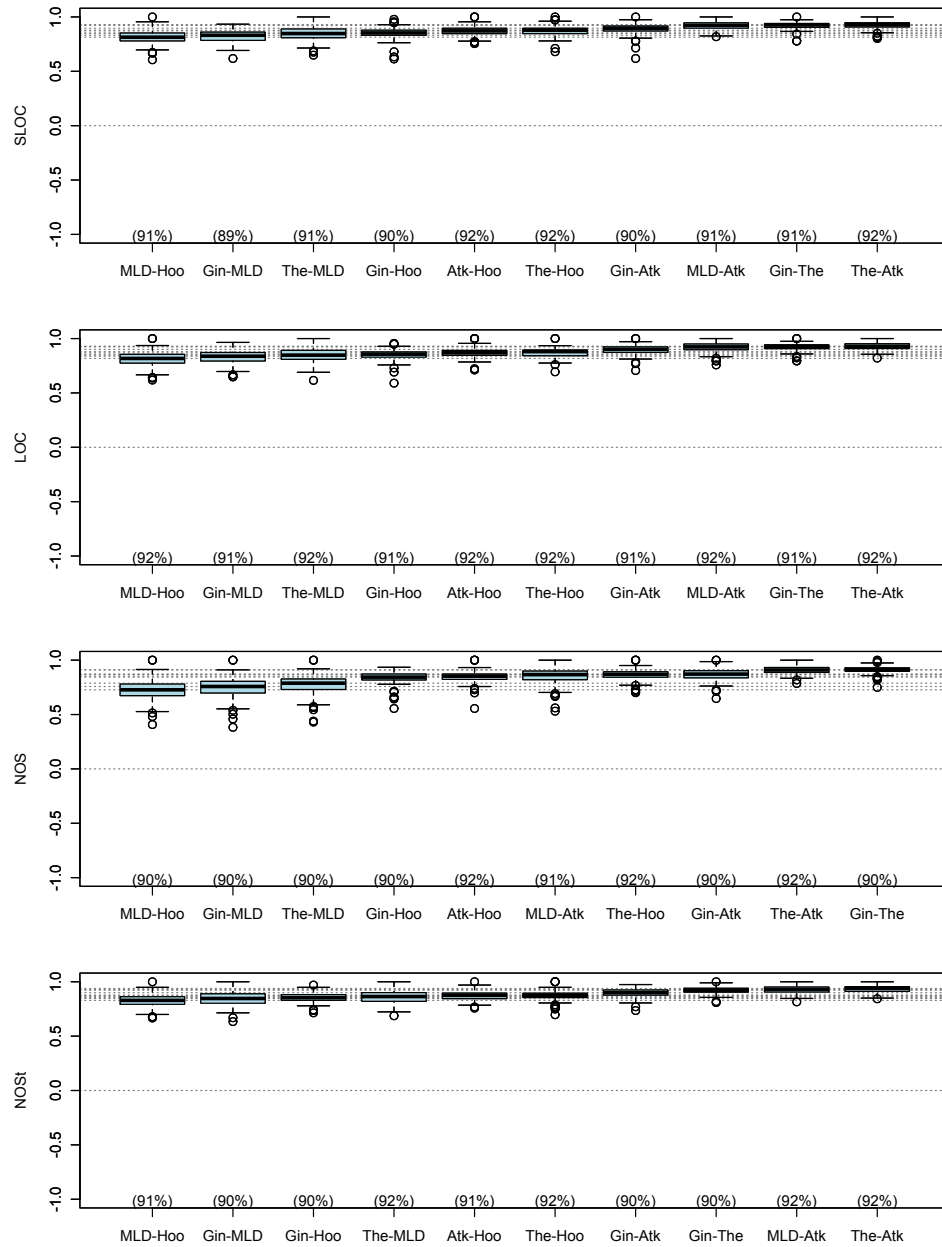 1.0
0.5
0.0
-0.5
-1.0
SLOC
(91%) (89%) (91%) (90%) (92%) (92%) (90%) (91%) (91%) (92%)
MLD-Hoo Gin-MLD The-MLD Gin-Hoo Atk-Hoo The-Hoo Gin-Atk MLD-Atk Gin-The The-Atk
1.0
0.5
0.0
-0.5
-1.0
LOC
(92%) (91%) (92%) (91%) (92%) (92%) (91%) (92%) (91%) (92%)
MLD-Hoo Gin-MLD The-MLD Gin-Hoo Atk-Hoo The-Hoo Gin-Atk MLD-Atk Gin-The The-Atk
1.0
0.5
0.0
-0.5
-1.0
NOS
(90%) (90%) (90%) (90%) (92%) (91%) (92%) (90%) (92%) (90%)
MLD-Hoo Gin-MLD The-MLD Gin-Hoo Atk-Hoo MLD-Atk The-Hoo Gin-Atk The-Atk Gin-The
1.0
0.5
0.0
-0.5
-1.0
NOSt
(91%) (90%) (90%) (92%) (91%) (92%) (90%) (90%) (92%) (92%)
MLD-Hoo Gin-MLD Gin-Hoo The-MLD Atk-Hoo The-Hoo Gin-Atk Gin-The MLD-Atk The-Atk